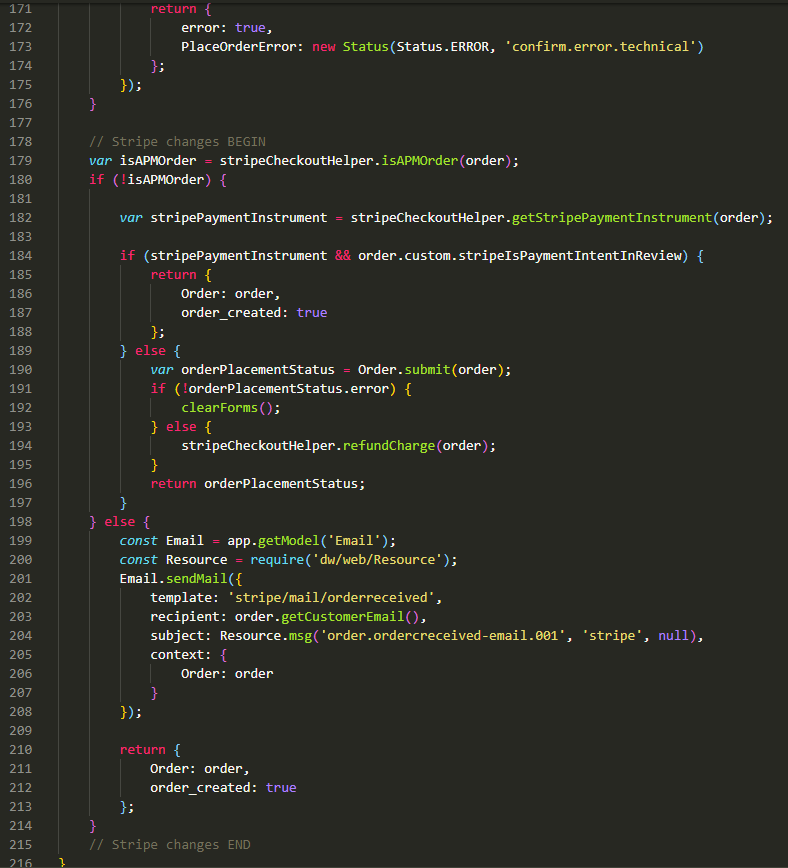 171 return {
172 error: true,
173 PlaceOrderError: new Status(Status.ERROR, 'confirm.error.technical')
174 };
175 });
176 }
177
178 // Stripe changes BEGIN
179 var isAPMOrder = stripeCheckoutHelper.isAPMOrder(order);
180 if (!isAPMOrder) {
181
182 var stripePaymentInstrument = stripeCheckoutHelper.getStripePaymentInstrument(order);
183
184 if (stripePaymentInstrument && order.custom.stripeIsPaymentIntentInReview) {
185 return {
186 Order: order,
187 order_created: true
188 };
189 } else {
190 var orderPlacementStatus = Order.submit(order);
191 if (!orderPlacementStatus.error) {
192 clearForms();
193 } else {
194 stripeCheckoutHelper.refundCharge(order);
195 }
196 return orderPlacementStatus;
197 }
198 } else {
199 const Email = app.getModel('Email');
200 const Resource = require('dw/web/Resource');
201 Email.sendMail({
202 template: 'stripe/mail/orderreceived',
203 recipient: order.getCustomerEmail(),
204 subject: Resource.msg('order.ordercreceived-email.001', 'stripe', null),
205 context: {
206 Order: order
207 }
208 });
209
210 return {
211 Order: order,
212 order_created: true
213 };
214 }
215 // Stripe changes END
216 }